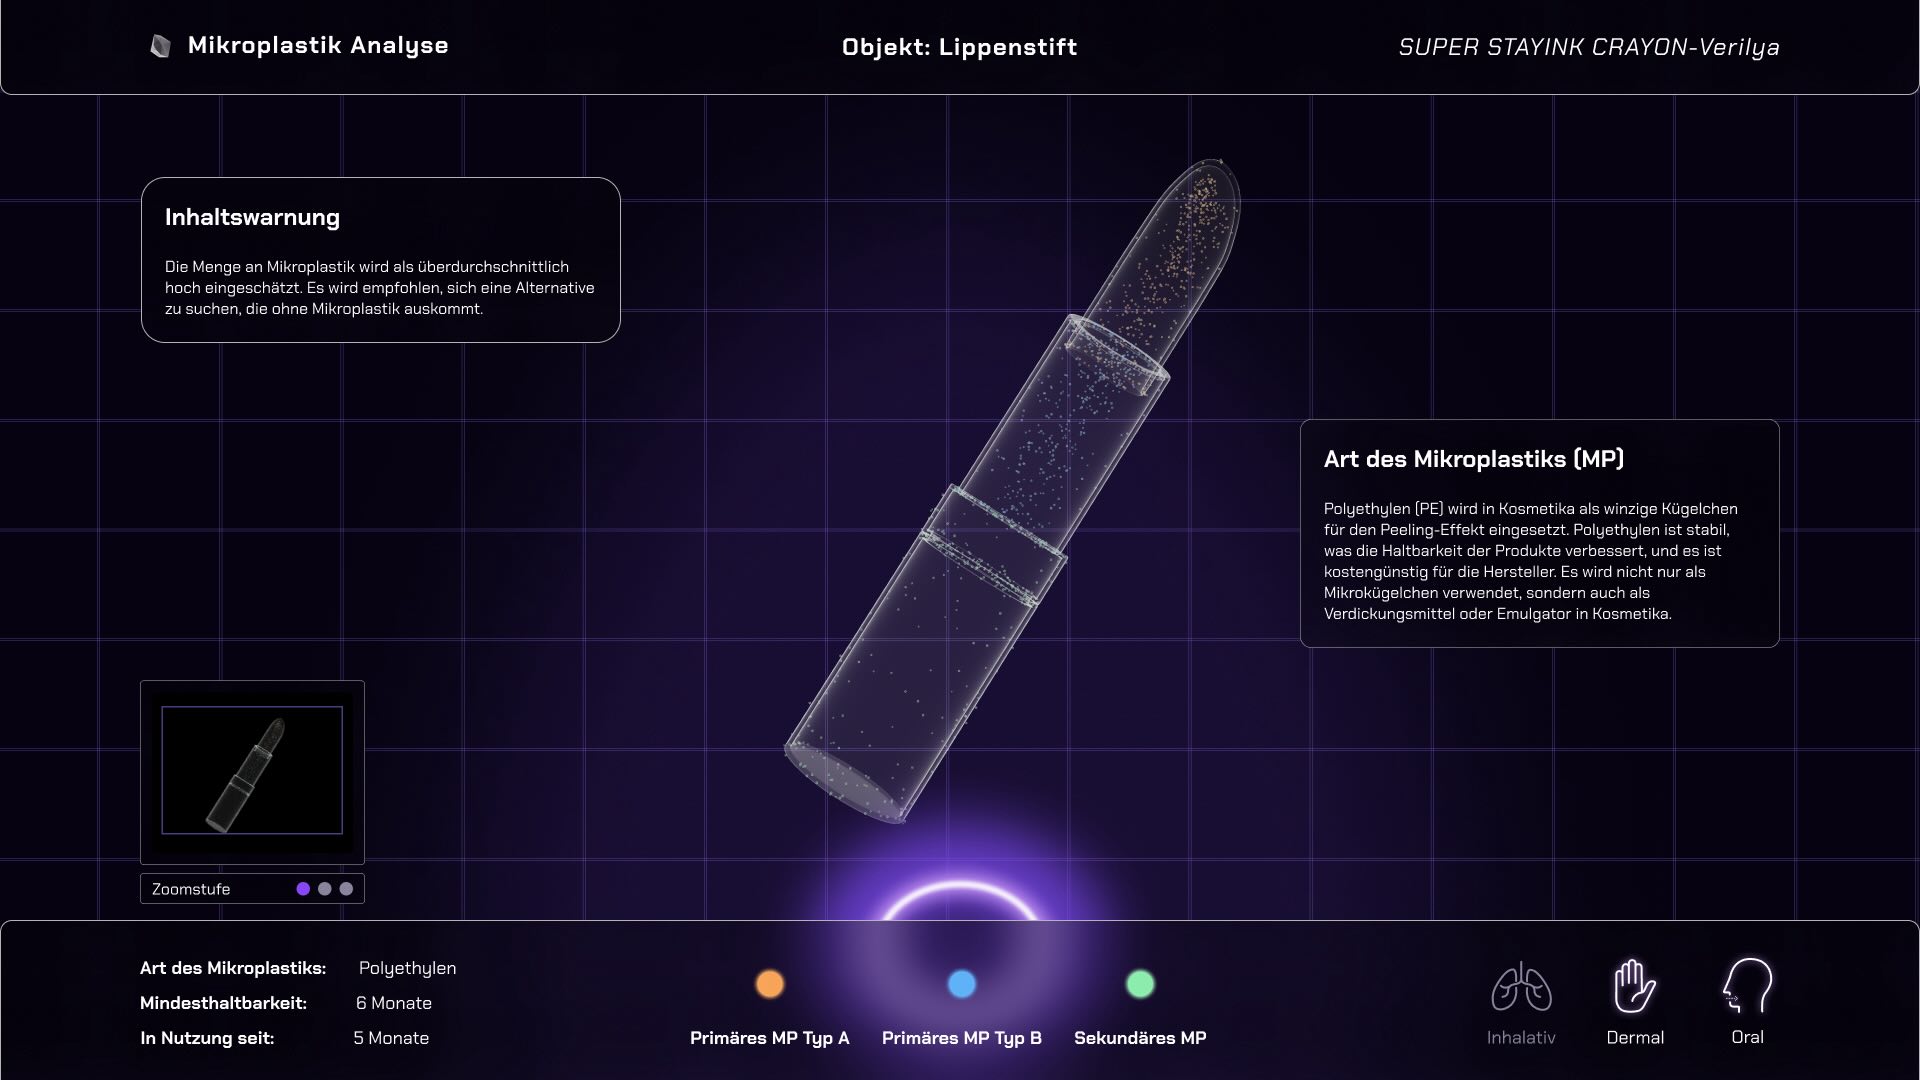 Mikroplastik Analyse
Objekt: Lippenstift
SUPER STAYINK CRAYON-Verilya
Inhaltswarnung
Die Menge an Mikroplastik wird als überdurchschnittlich
hoch eingeschätzt. Es wird empfohlen, sich eine Alternative
zu suchen, die ohne Mikroplastik auskommt.
Art des Mikroplastiks (MP)
Polyethylen (PE) wird in Kosmetika als winzige Kügelchen
für den Peeling-Effekt eingesetzt. Polyethylen ist stabil,
was die Haltbarkeit der Produkte verbessert, und es ist
kostengünstig für die Hersteller. Es wird nicht nur als
Mikrokügelchen verwendet, sondern auch als
Verdickungsmittel oder Emulgator in Kosmetika.
Zoomstufe
Art des Mikroplastiks: Polyethylen
Mindesthaltbarkeit: 6 Monate
In Nutzung seit: 5 Monate
Primäres MP Typ A
Primäres MP Typ B
Sekundäres MP
Inhalativ
Dermal
Oral